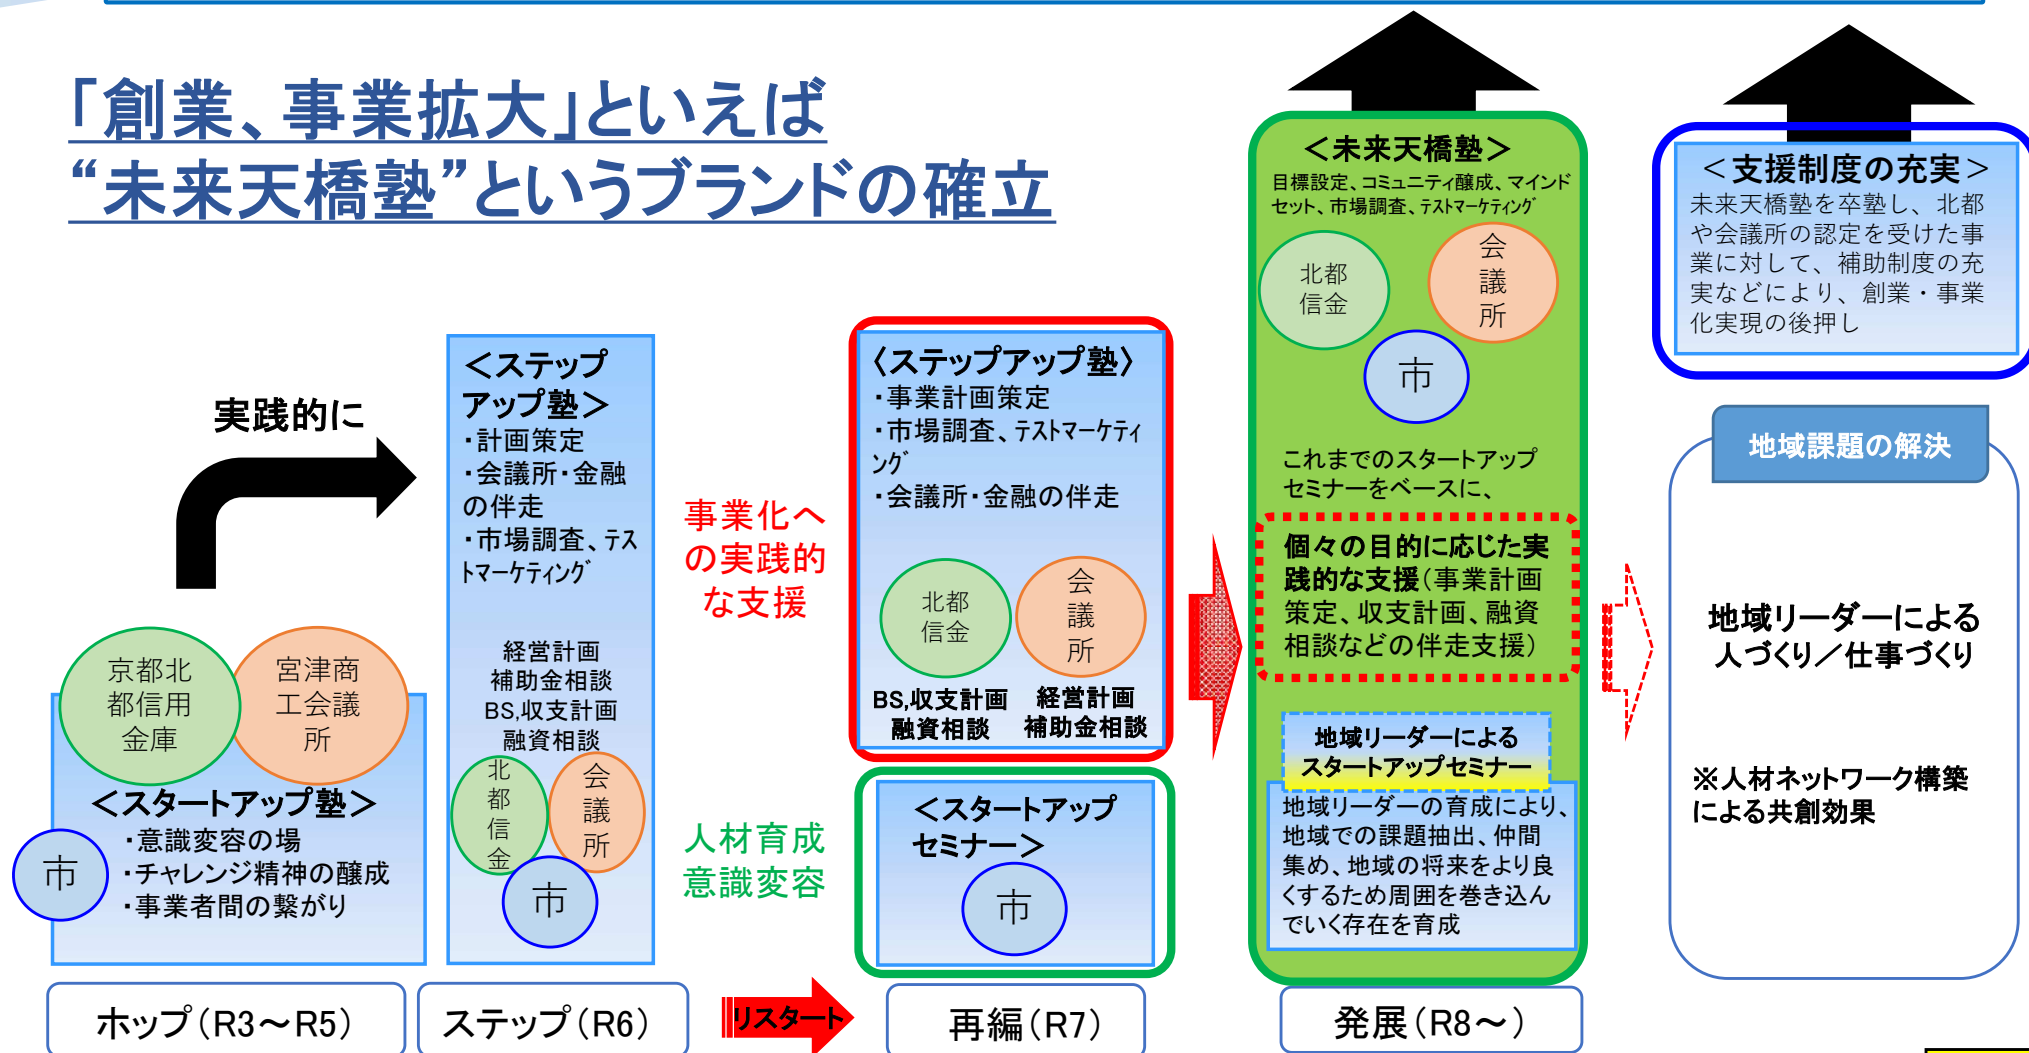 「創業、事業拡大」といえば
“未来天橋塾”というブランドの確立
実践的に
京都北
都信用
金庫
宮津商
工会議
所
＜スタートアップ塾＞
・意識変容の場
・チャレンジ精神の醸成
・事業者間の繋がり
市
ホップ（R3～R5）
＜ステップ
アップ塾＞
・計画策定
・会議所・金融
の伴走
・市場調査、テス
トマーケティング
経営計画
補助金相談
BS,収支計画
融資相談
北
都
信
金
会
議
所
市
ステップ（R6）
事業化へ
の実践的
な支援
人材育成
意識変容
リスタート
〈ステップアップ塾〉
・事業計画策定
・市場調査、テストマーケティ
ング
・会議所・金融の伴走
北都
信金
会
議
所
BS,収支計画
融資相談
経営計画
補助金相談
＜スタートアップ
セミナー＞
市
再編（R7）
＜未来天橋塾＞
目標設定、コミュニティ醸成、マインド
セット、市場調査、テストマーケティング
北都
信金
会
議
所
市
これまでのスタートアップ
セミナーをベースに、
個々の目的に応じた実
践的な支援（事業計画
策定、収支計画、融資
相談などの伴走支援）
地域リーダーによる
スタートアップセミナー
地域リーダーの育成により、
地域での課題抽出、仲間
集め、地域の将来をより良
くするため周囲を巻き込ん
でいく存在を育成
発展（R8～）
＜支援制度の充実＞
未来天橋塾を卒塾し、北都
や会議所の認定を受けた事
業に対して、補助制度の充
実などにより、創業・事業
化実現の後押し
地域課題の解決
地域リーダーによる
人づくり／仕事づくり
※人材ネットワーク構築
による共創効果